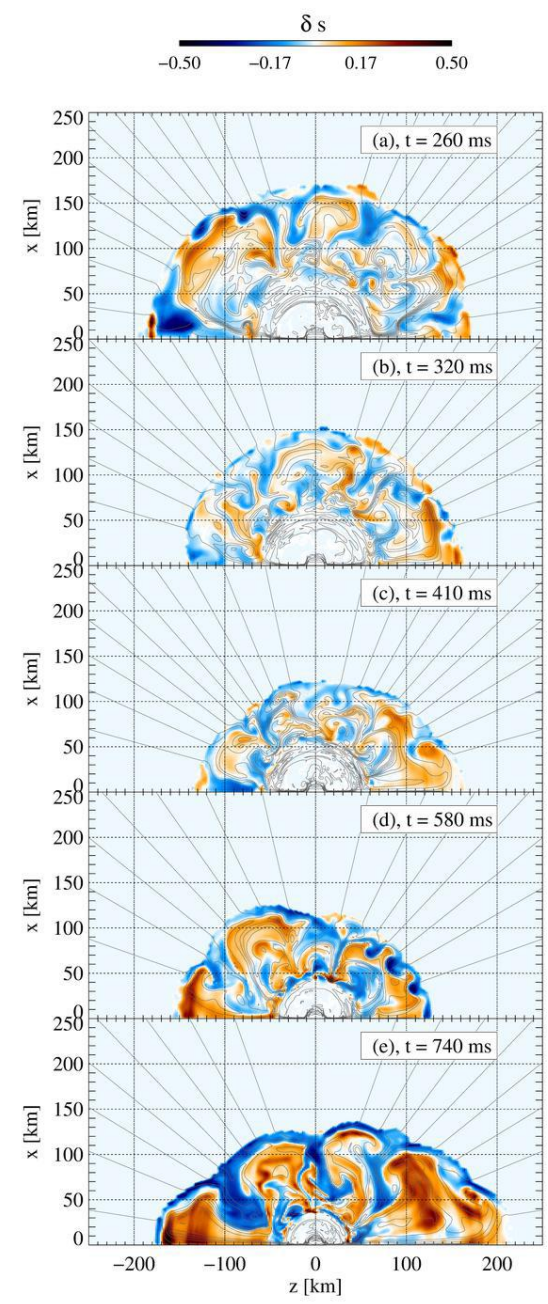 δ s
−0.50 −0.17 0.17 0.50
250
(a), t = 260 ms
200
150
x [km]
100
50
0
250
(b), t = 320 ms
200
150
x [km]
100
50
0
250
(c), t = 410 ms
200
150
x [km]
100
50
0
250
(d), t = 580 ms
200
150
x [km]
100
50
0
250
(e), t = 740 ms
200
150
x [km]
100
50
0
−200 −100 0 100 200
z [km]